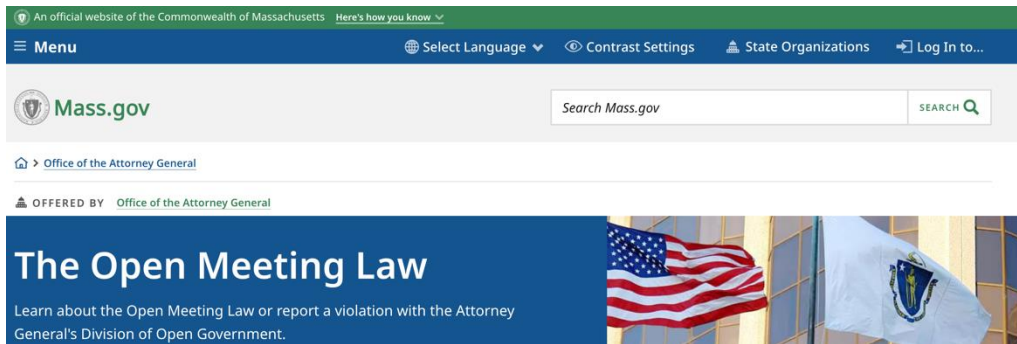 An official website of the Commonwealth of Massachusetts Here's how you know
Menu Select Language Contrast Settings State Organizations Log In to...
Mass.gov Search Mass.gov SEARCH
Office of the Attorney General
OFFERED BY Office of the Attorney General
The Open Meeting Law
Learn about the Open Meeting Law or report a violation with the Attorney
General's Division of Open Government.